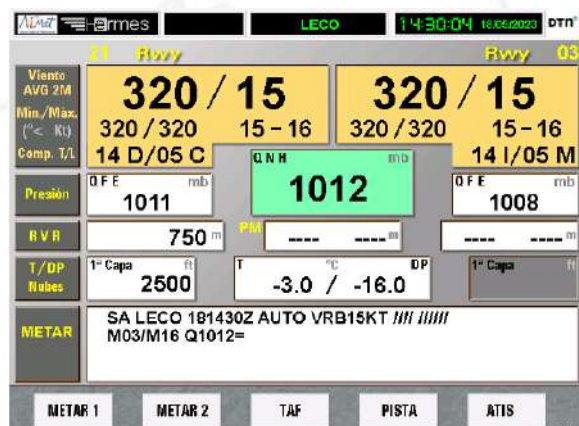 AIMet Hermes LECO 14:30:04 18/05/2023 DTN
21 Rwy Rwy 03
Viento
AVG 2M
Min./Máx.
(°< Kt)
Comp. T/L
320 / 15 320 / 15
320 / 320 15 - 16 320 / 320 15 - 16
14 D/05 C 14 I/05 M
QNH mb
1012
Presión
QFE mb
1011
QFE mb
1008
RVR
750 m PM ---- ---- m ---- ---- m
T/DP
Nubes
1ª Capa ft
2500
T °C DP
-3.0 / -16.0
1ª Capa ft
METAR
SA LECO 181430Z AUTO VRB15KT //// //////
M03/M16 Q1012=
METAR 1 METAR 2 TAF PISTA ATIS